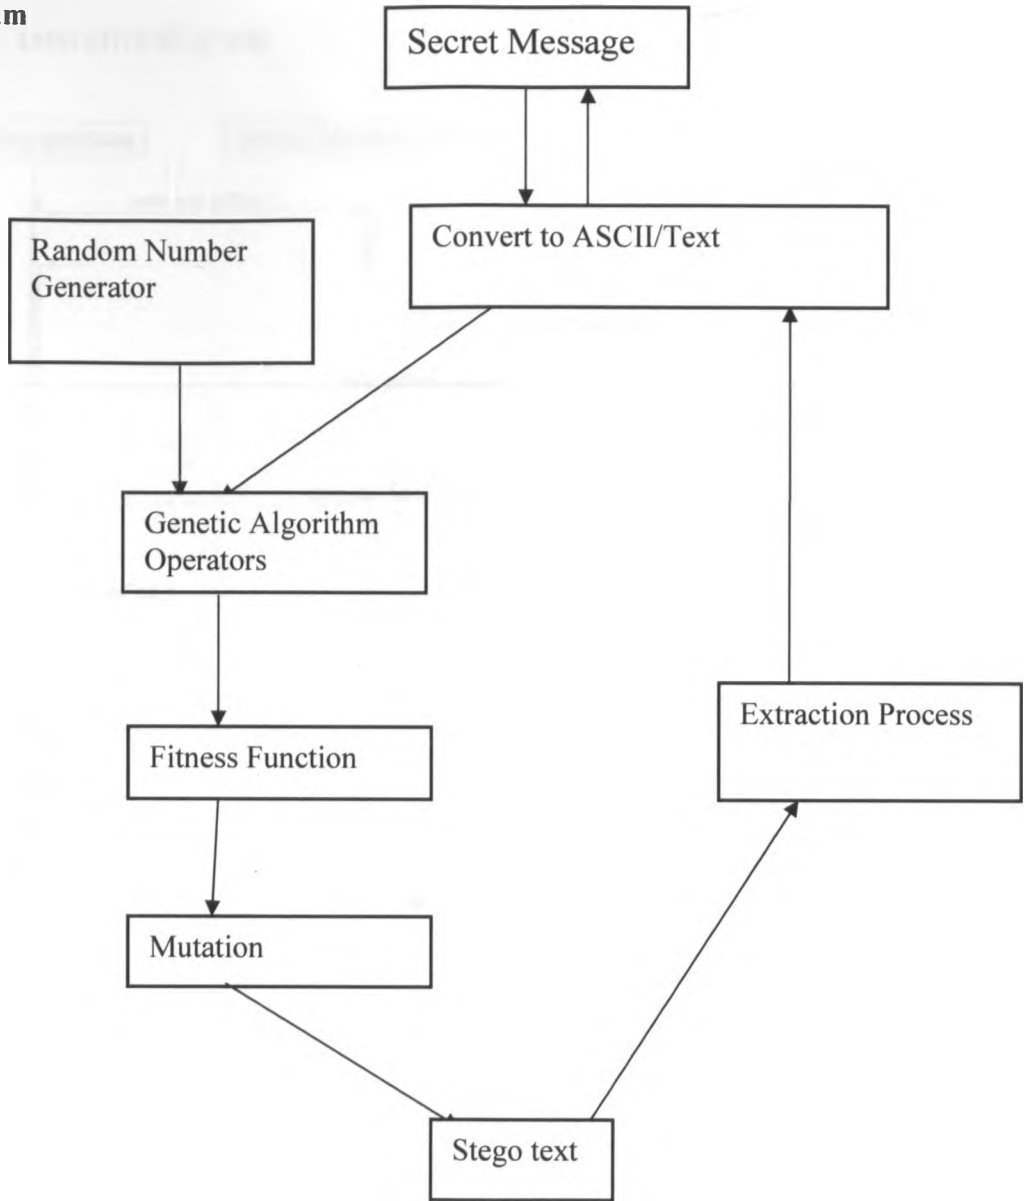 Secret Message
Convert to ASCII/Text
Random Number
Generator
Genetic Algorithm
Operators
Fitness Function
Extraction Process
Mutation
Stego text